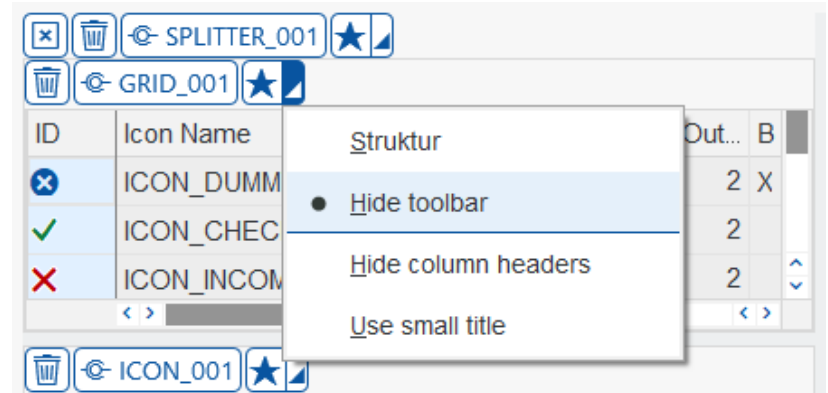 SPLITTER_001
GRID_001
ID Icon Name Out... B
Struktur
ICON_DUMM 2 X
Hide toolbar
ICON_CHEC 2
Hide column headers
ICON_INCOM 2
Use small title
ICON_001